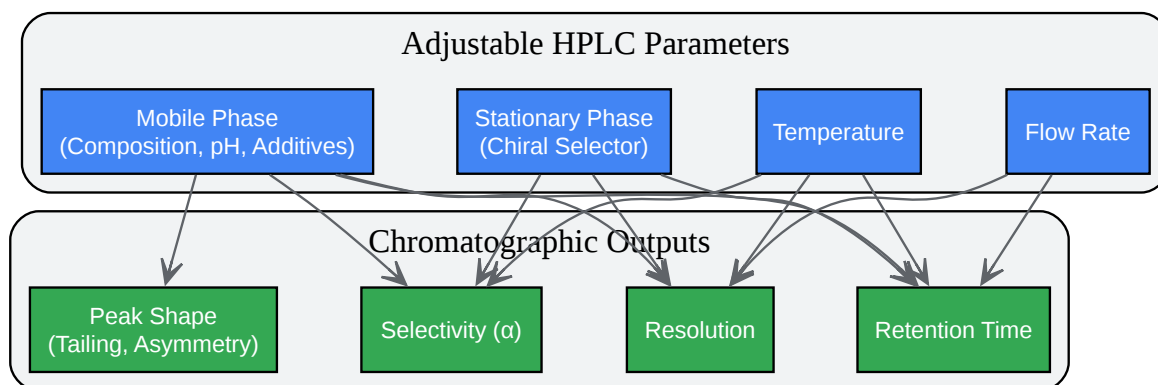 Adjustable HPLC Parameters
Mobile Phase
(Composition, pH, Additives)
Stationary Phase
(Chiral Selector)
Temperature
Flow Rate
Chromatographic Outputs
Peak Shape
(Tailing, Asymmetry)
Selectivity (α)
Resolution
Retention Time